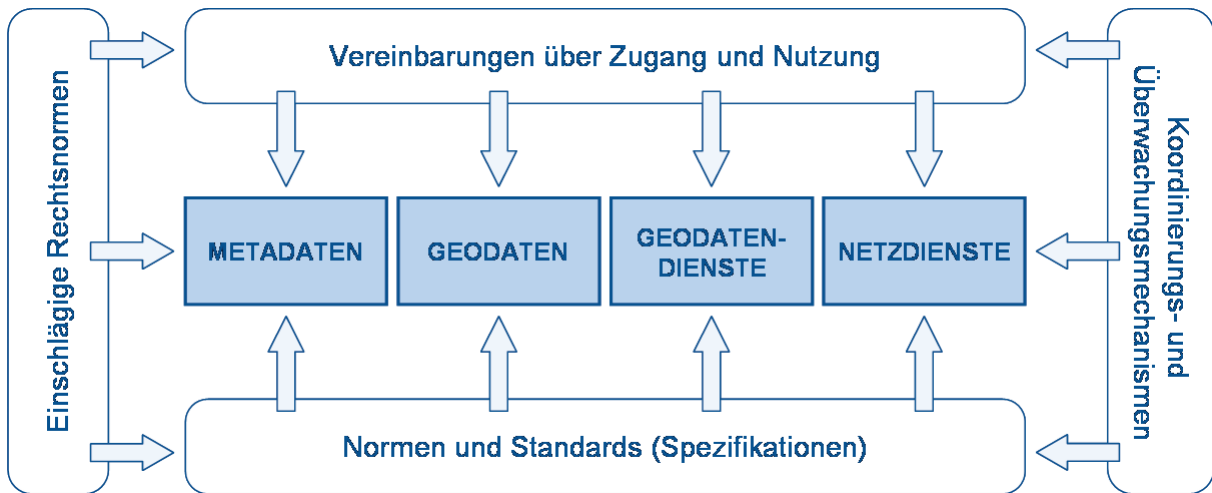 Einschlägige Rechtsnormen
Vereinbarungen über Zugang und Nutzung
METADATEN
GEODATEN
GEODATEN-
DIENSTE
NETZDIENSTE
Normen und Standards (Spezifikationen)
Koordinierungs- und
Überwachungsmechanismen